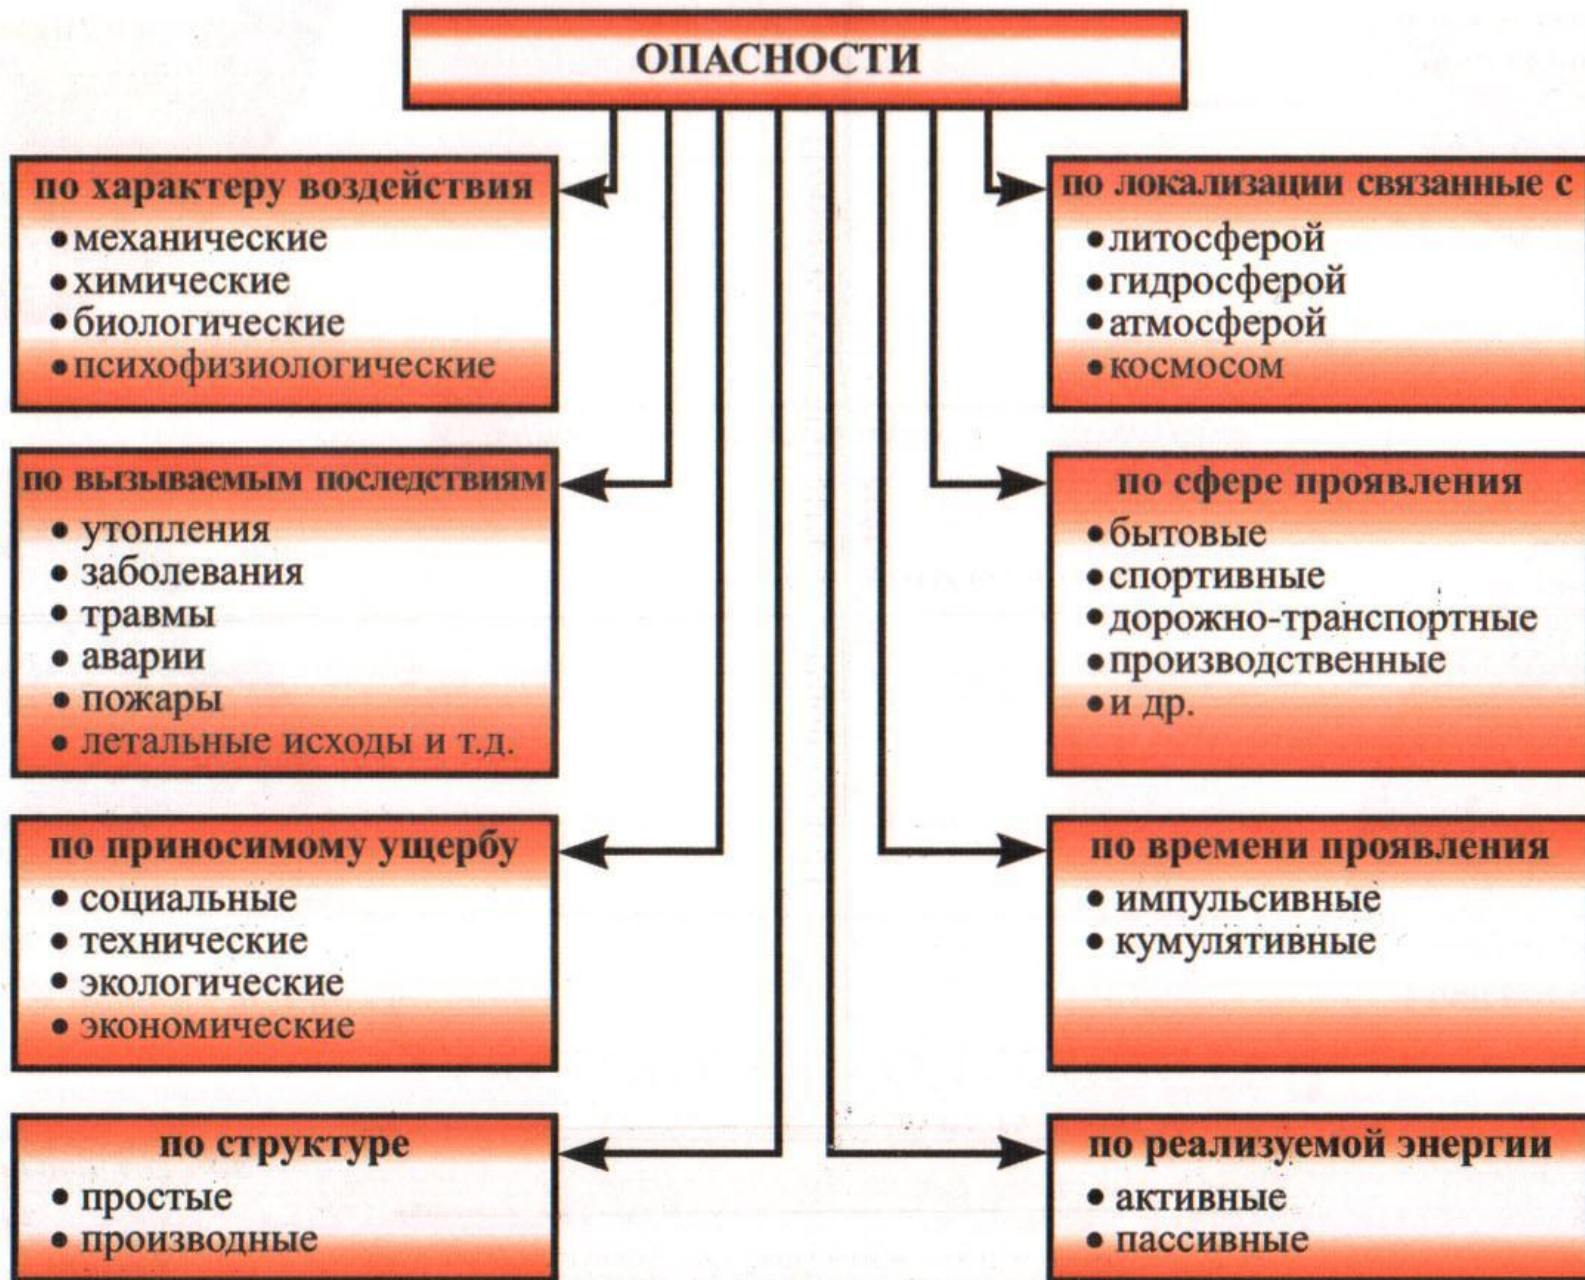 ОПАСНОСТИ
по характеру воздействия
•механические
•химические
•биологические
•психофизиологические
по вызываемым последствиям
• утопления
• заболевания
• травмы
• аварии
• пожары
• летальные исходы и т.д.
по приносимому ущербу
• социальные
• технические
• экологические
• экономические
по структуре
• простые
• производные
по локализации связанные с
•литосферой
•гидросферой
•атмосферой
•космосом
по сфере проявления
•бытовые
•спортивные
•дорожно-транспортные
•производственные
•и др.
по времени проявления
• импульсивные
• кумулятивные
по реализуемой энергии
• активные
• пассивные